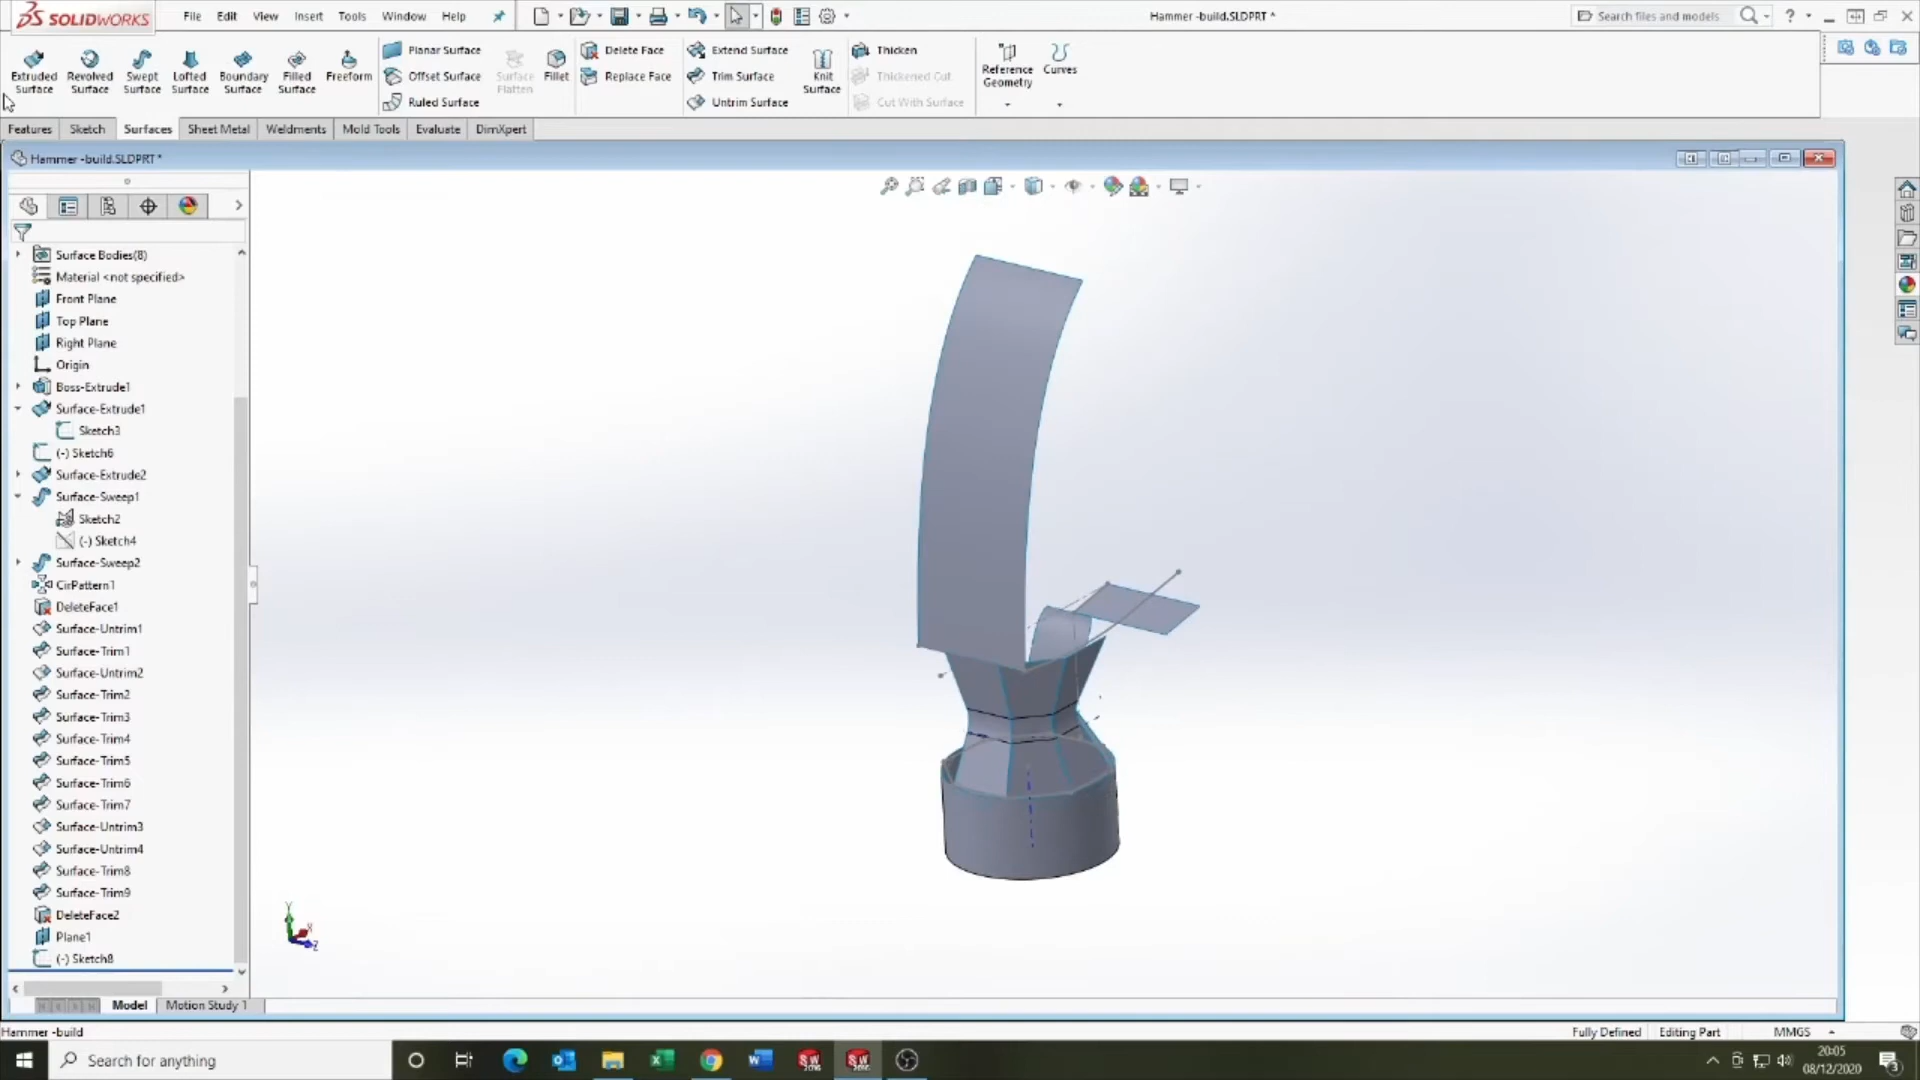 SOLIDWORKS
File Edit View Insert Tools Window Help
Hammer -build.SLDPRT *
Search files and models
Extruded Surface
Revolved Surface
Swept Surface
Lofted Surface
Boundary Surface
Filled Surface
Freeform
Planar Surface
Offset Surface
Ruled Surface
Surface Flatten
Fillet
Delete Face
Replace Face
Extend Surface
Trim Surface
Untrim Surface
Knit Surface
Thicken
Thickened Cut
Cut With Surface
Reference Geometry
Curves
Features Sketch Surfaces Sheet Metal Weldments Mold Tools Evaluate DimXpert
Hammer -build.SLDPRT *
Surface Bodies(8)
Material <not specified>
Front Plane
Top Plane
Right Plane
Origin
Boss-Extrude1
Surface-Extrude1
Sketch3
(-) Sketch6
Surface-Extrude2
Surface-Sweep1
Sketch2
(-) Sketch4
Surface-Sweep2
CirPattern1
DeleteFace1
Surface-Untrim1
Surface-Trim1
Surface-Untrim2
Surface-Trim2
Surface-Trim3
Surface-Trim4
Surface-Trim5
Surface-Trim6
Surface-Trim7
Surface-Untrim3
Surface-Untrim4
Surface-Trim8
Surface-Trim9
DeleteFace2
Plane1
(-) Sketch8
Y
X
Z
Model Motion Study 1
Hammer -build
Fully Defined Editing Part MMGS
Search for anything
20:05
08/12/2020
3